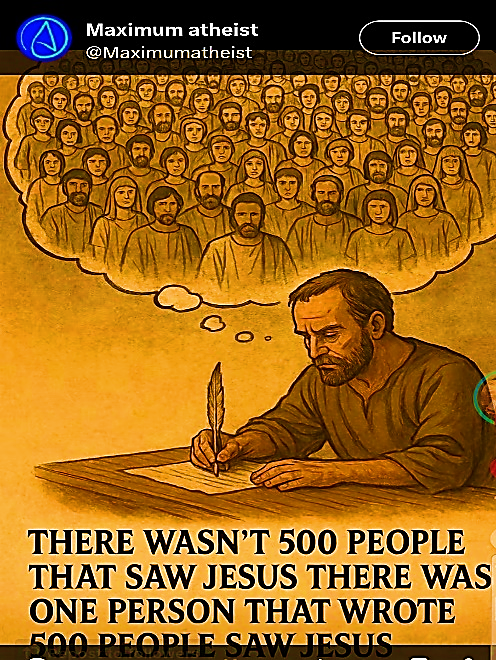 Maximum atheist
@Maximumatheist
Follow
THERE WASN'T 500 PEOPLE
THAT SAW JESUS THERE WAS
ONE PERSON THAT WROTE
500 PEOPLE SAW JESUS